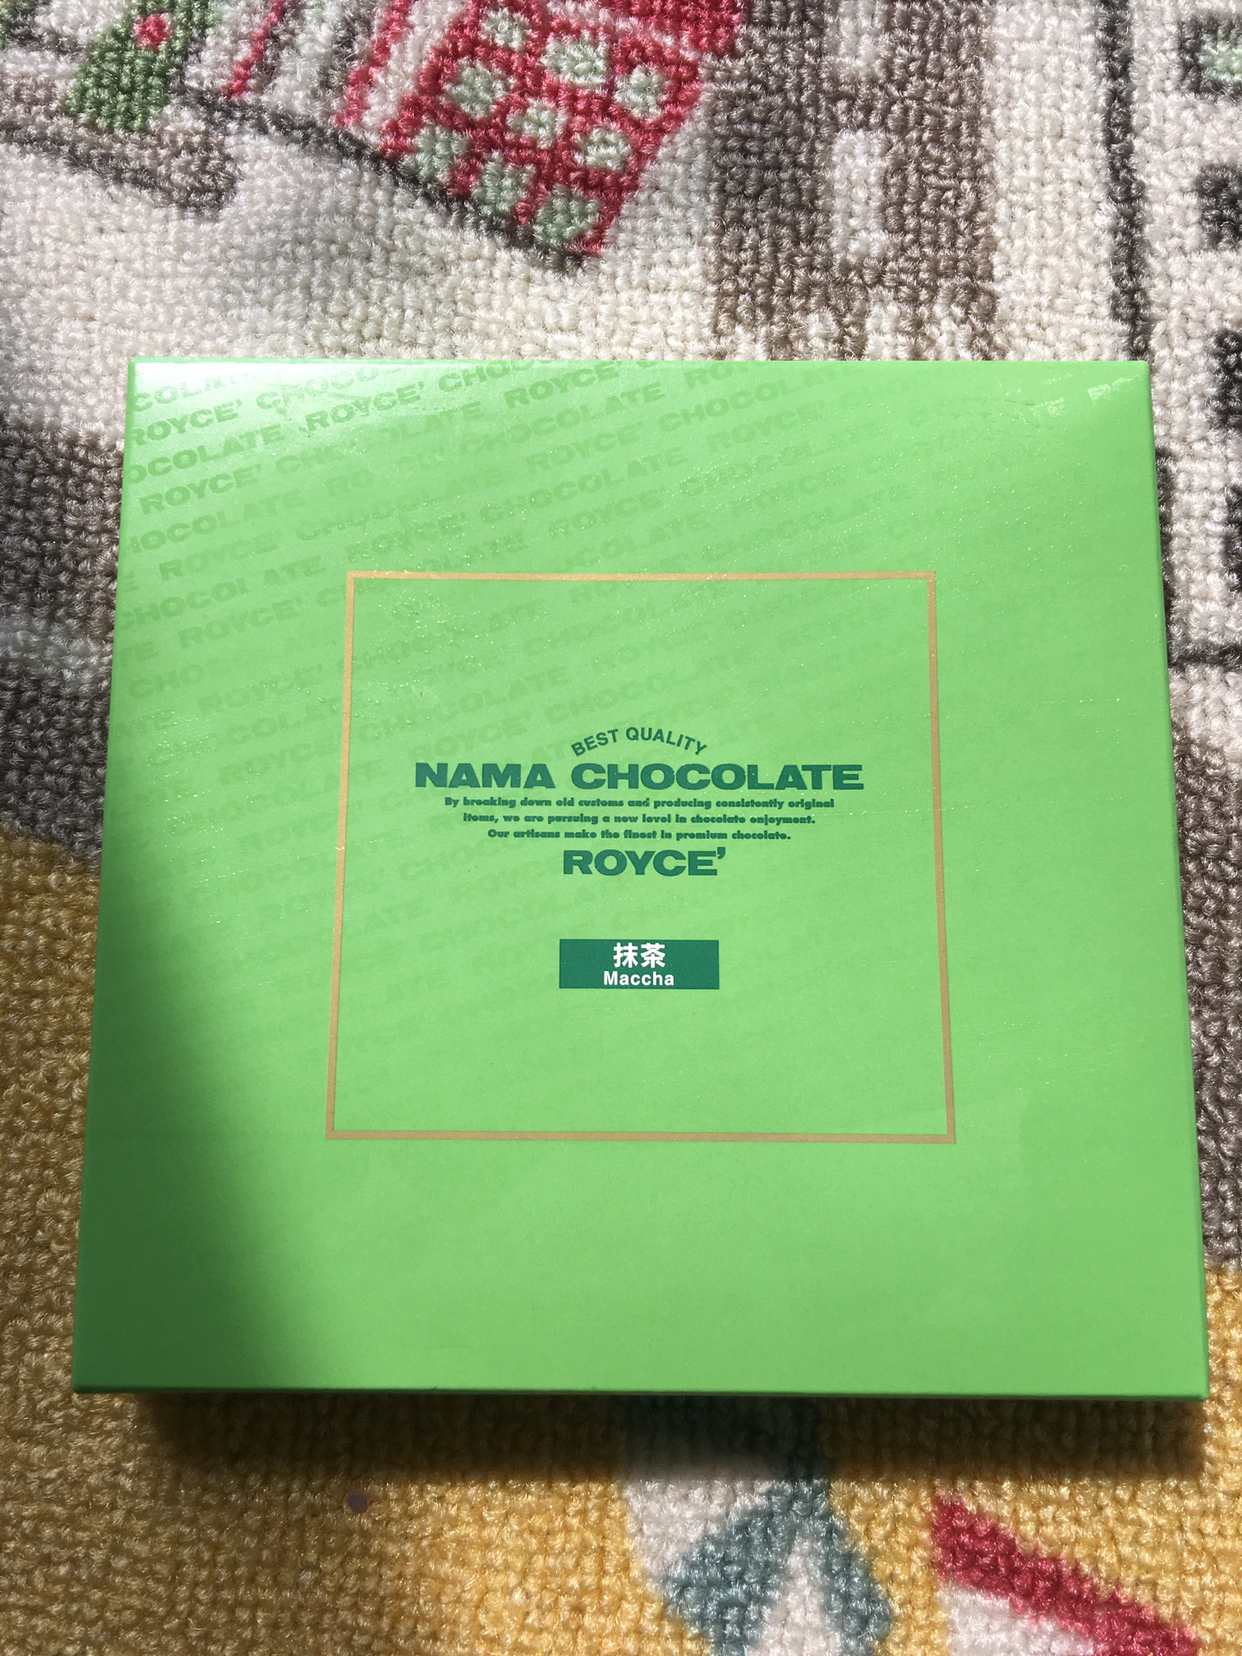 BEST QUALITY
NAMA CHOCOLATE
By breaking down old customs and producing consistently original
items, we are pursuing a new level in chocolate enjoyment.
Our artisans make the finest in premium chocolate.
ROYCE'
抹茶
Maccha